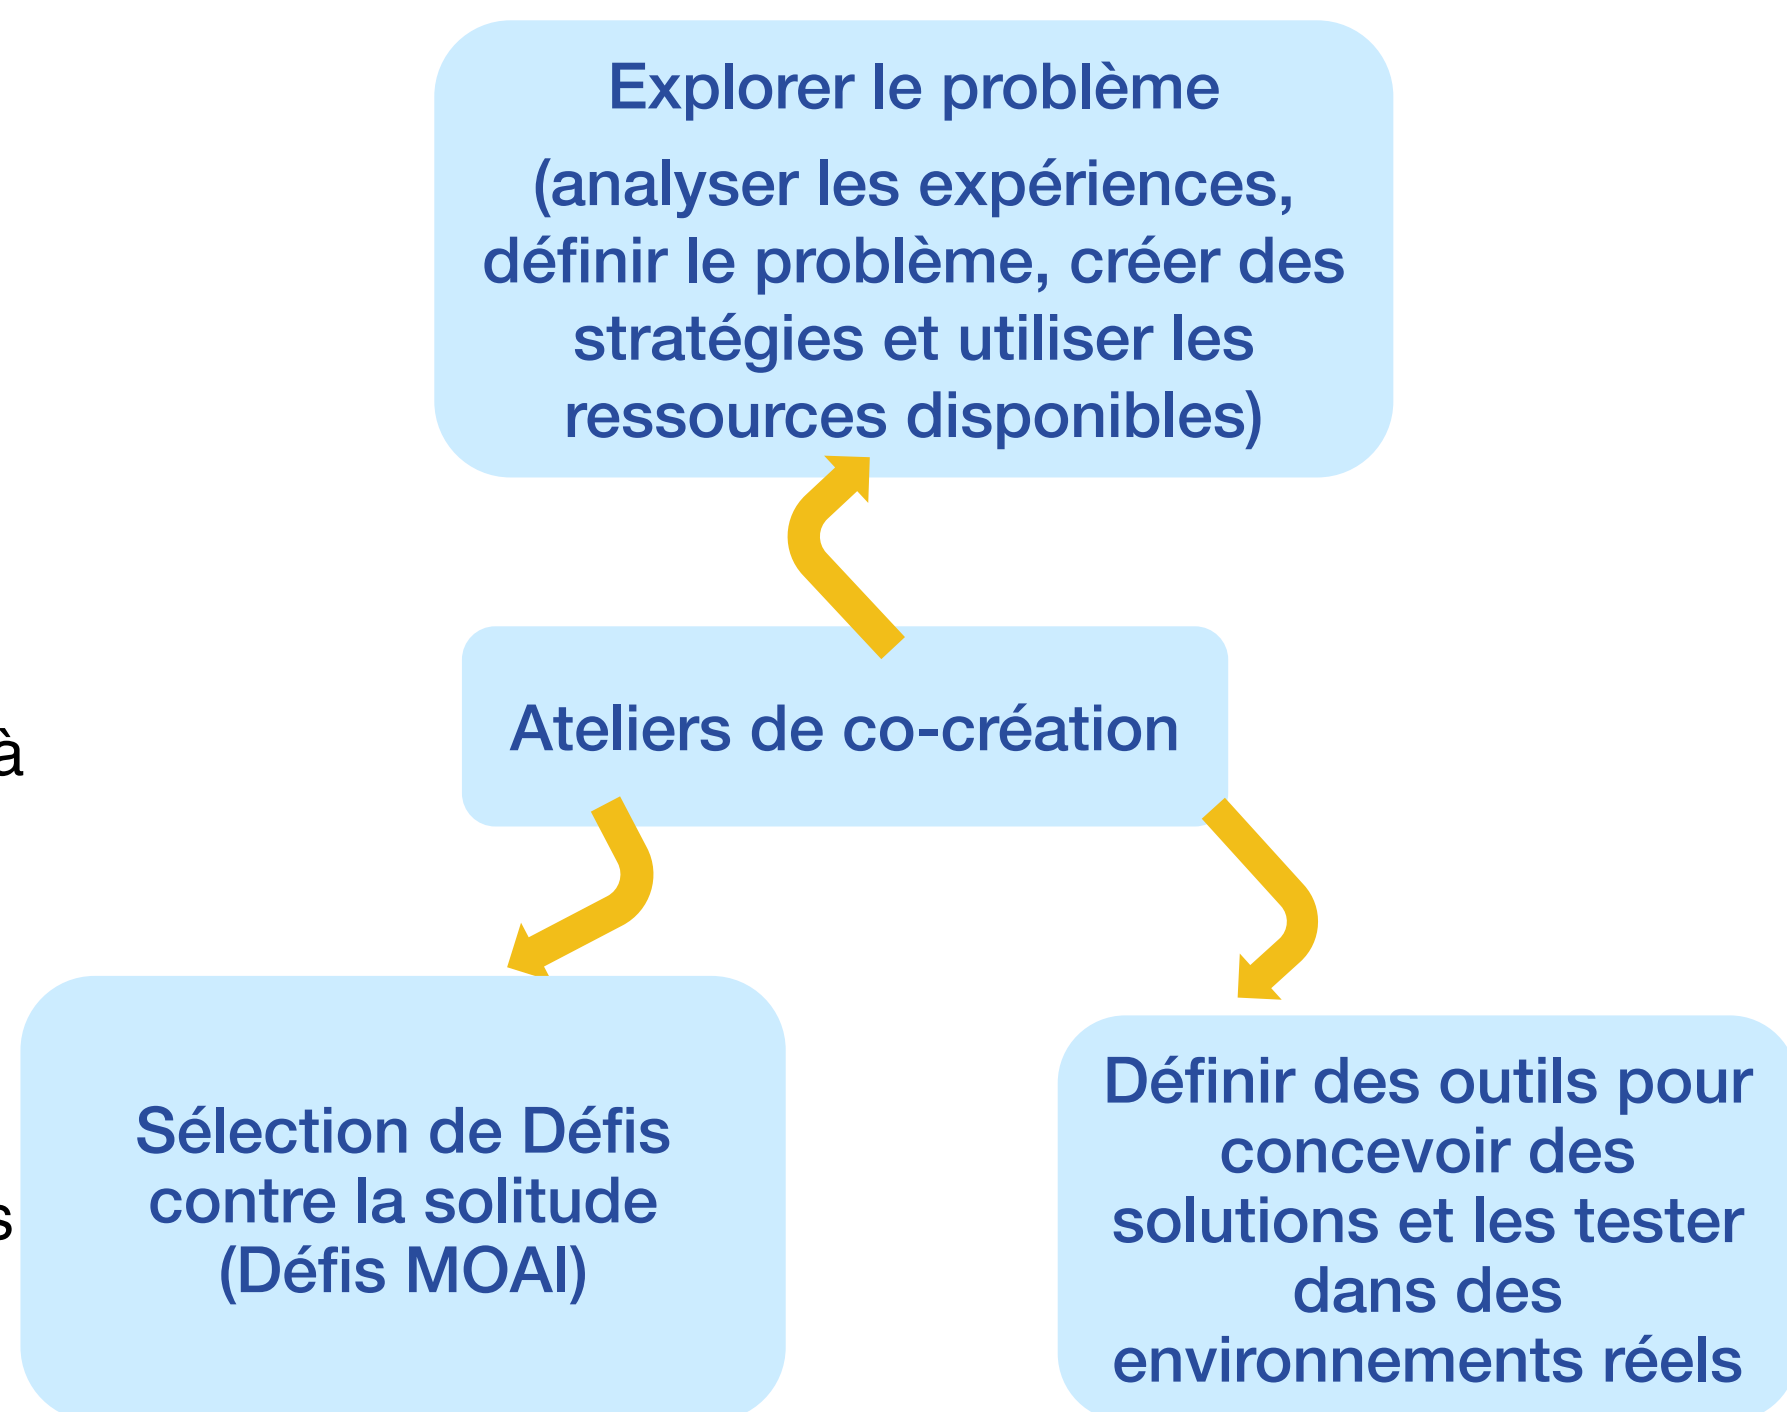 Explorer le problème
(analyser les expériences,
définir le problème, créer des
stratégies et utiliser les
ressources disponibles)
Ateliers de co-création
à
Sélection de Défis
contre la solitude
(Défis MOAI)
s
Définir des outils pour
concevoir des
solutions et les tester
dans des
environnements réels